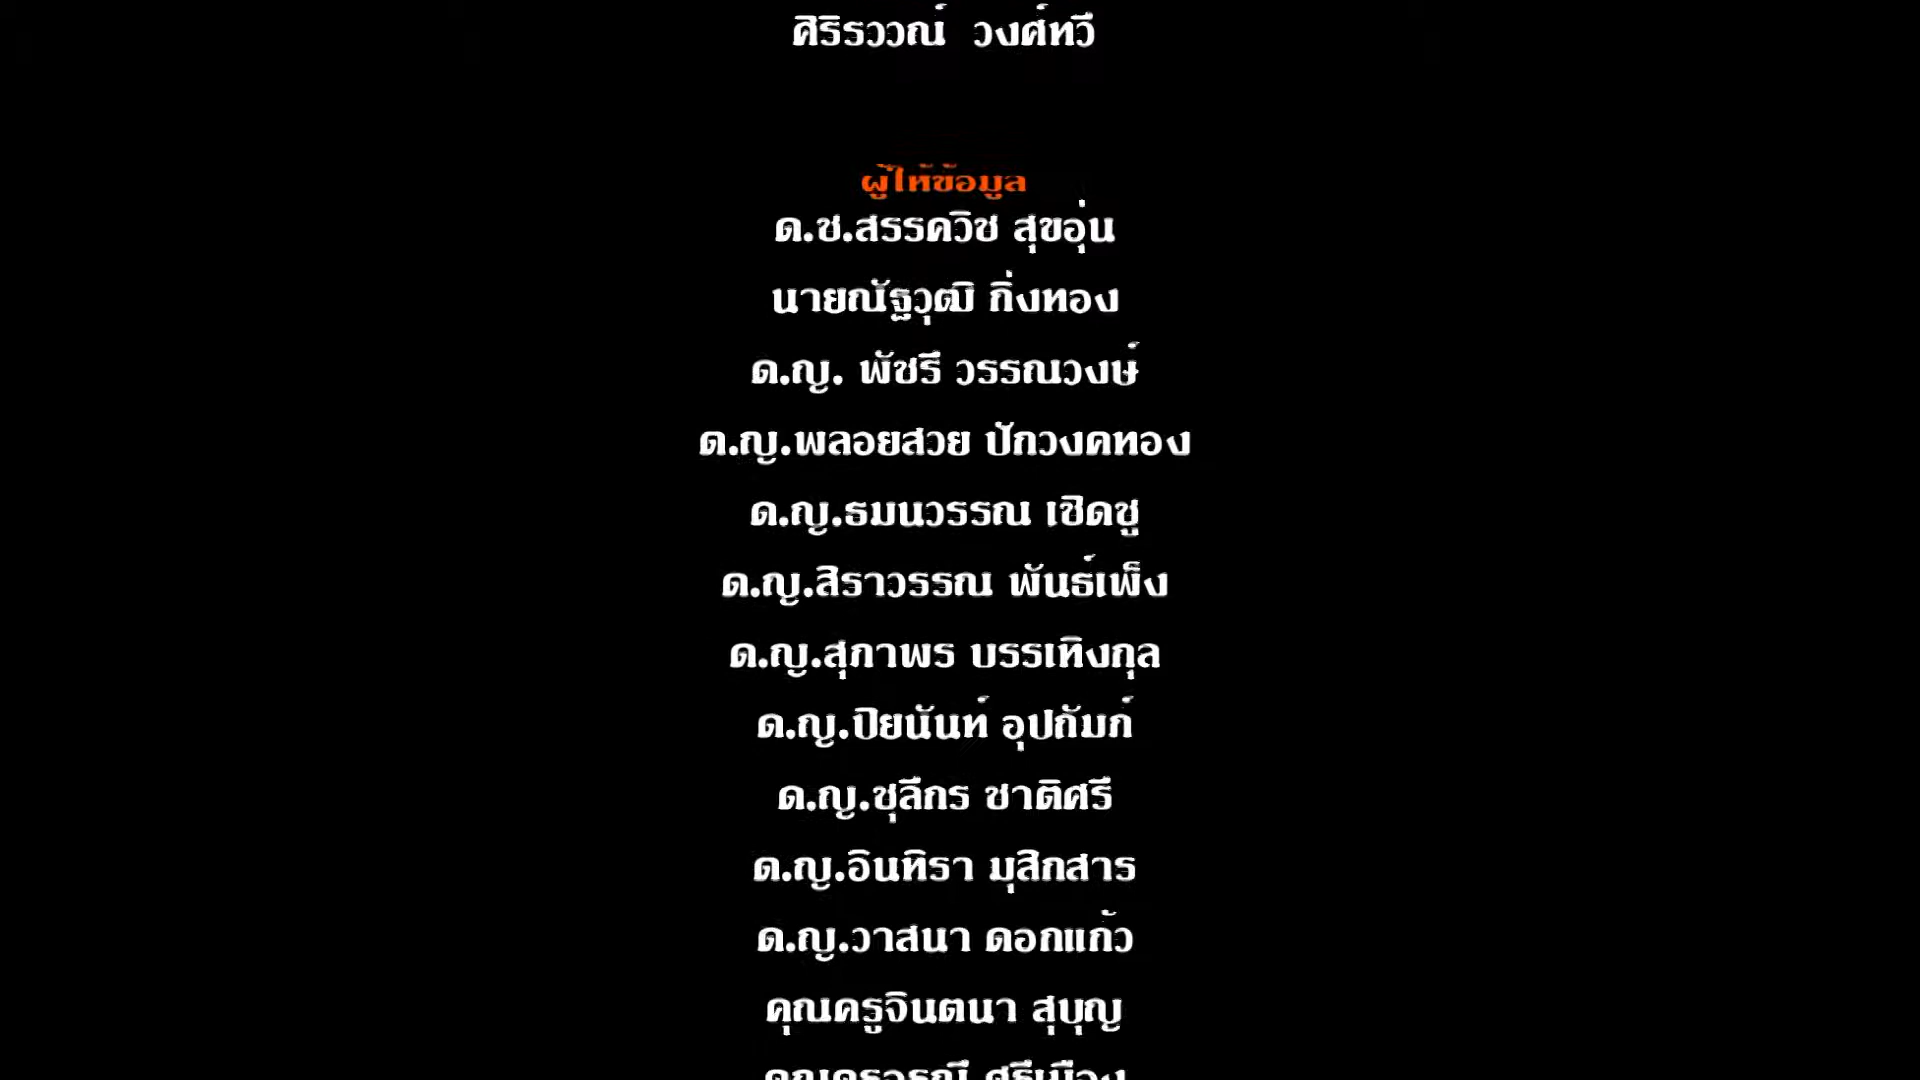 ศิริรววณ์ วงศ์ทวี
ผู้ให้ข้อมูล
ด.ช.สรรควิช สุขอุ่น
นายณัฐวุฒิ กิ่งทอง
ด.ญ. พัชรี วรรณวงษ์
ด.ญ.พลอยสวย ปักวงคทอง
ด.ญ.ธมนวรรณ เชิดชู
ด.ญ.สิราวรรณ พันธ์เพ็ง
ด.ญ.สุภาพร บรรเทิงกุล
ด.ญ.ปิยนันท์ อุปถัมภ์
ด.ญ.ชุลีกร ชาติศรี
ด.ญ.อินทิรา มุสิกสาร
ด.ญ.วาสนา ดอกแก้ว
คุณครูจินตนา สุบุญ